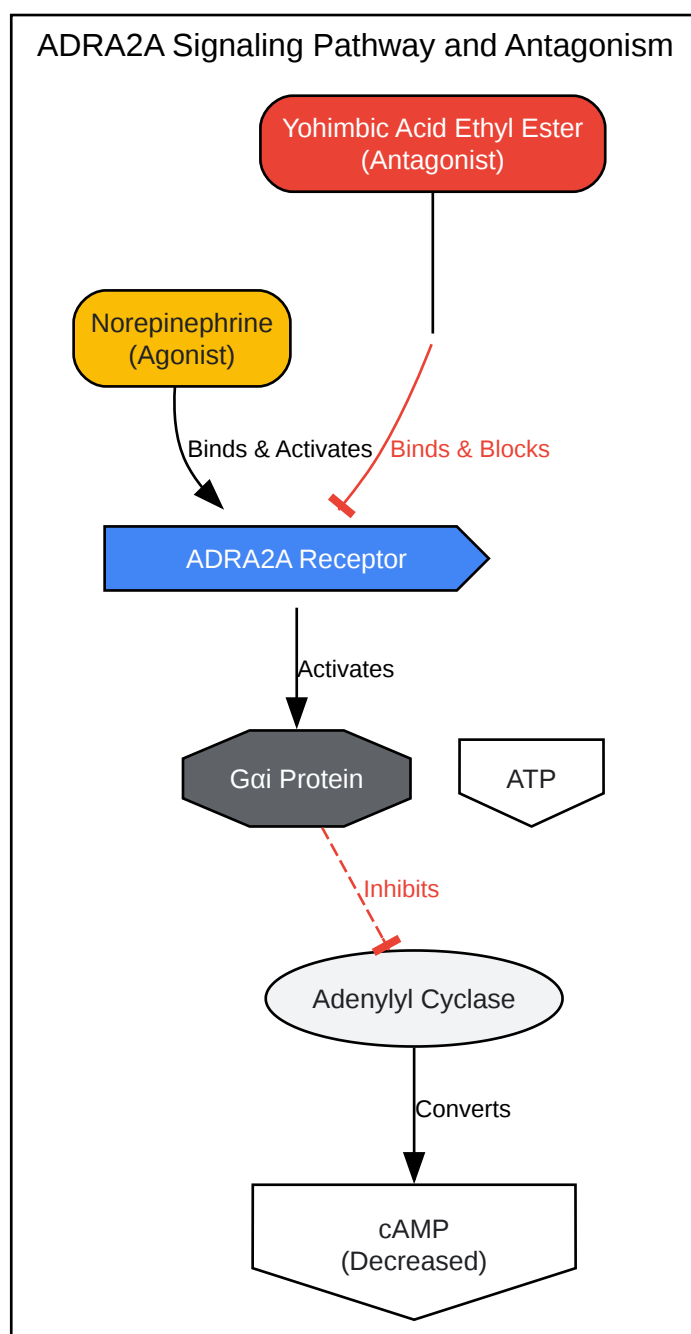 ADRA2A Signaling Pathway and Antagonism
Yohimbic Acid Ethyl Ester
(Antagonist)
Norepinephrine
(Agonist)
Binds & Activates
Binds & Blocks
ADRA2A Receptor
Activates
Gαi Protein
ATP
Inhibits
Adenylyl Cyclase
Converts
cAMP
(Decreased)